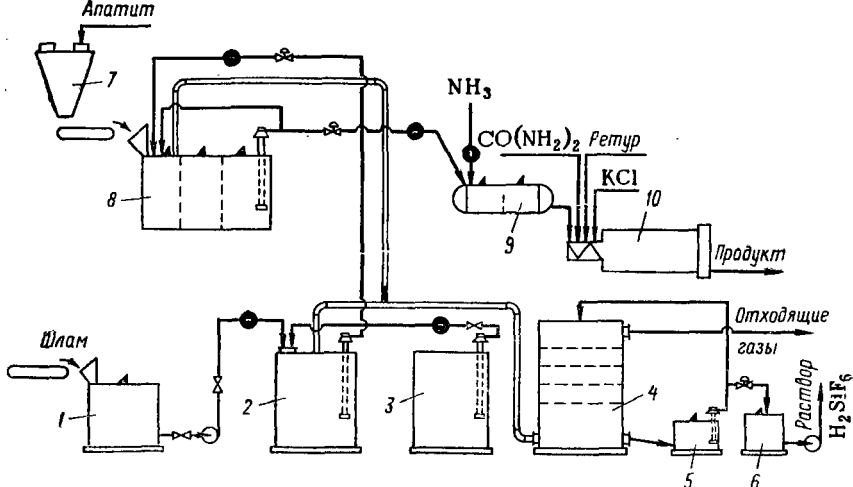 Апатит
7
NH₃
CO(NH₂)₂ Ретур
KCl
8
9
10
Продукт
Шлам
Отходящие
газы
1
2
3
4
5
6
Раствор
H₂SiF₆